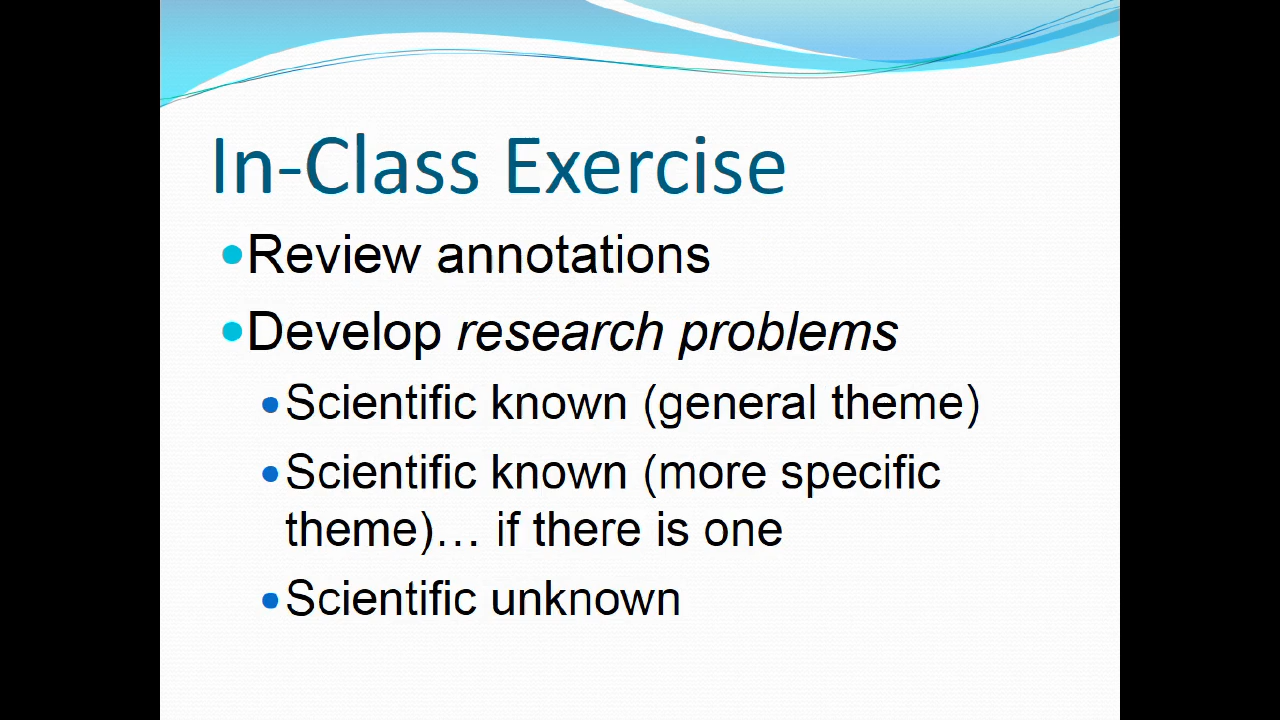 In-Class Exercise
Review annotations
Develop research problems
Scientific known (general theme)
Scientific known (more specific
theme)… if there is one
Scientific unknown